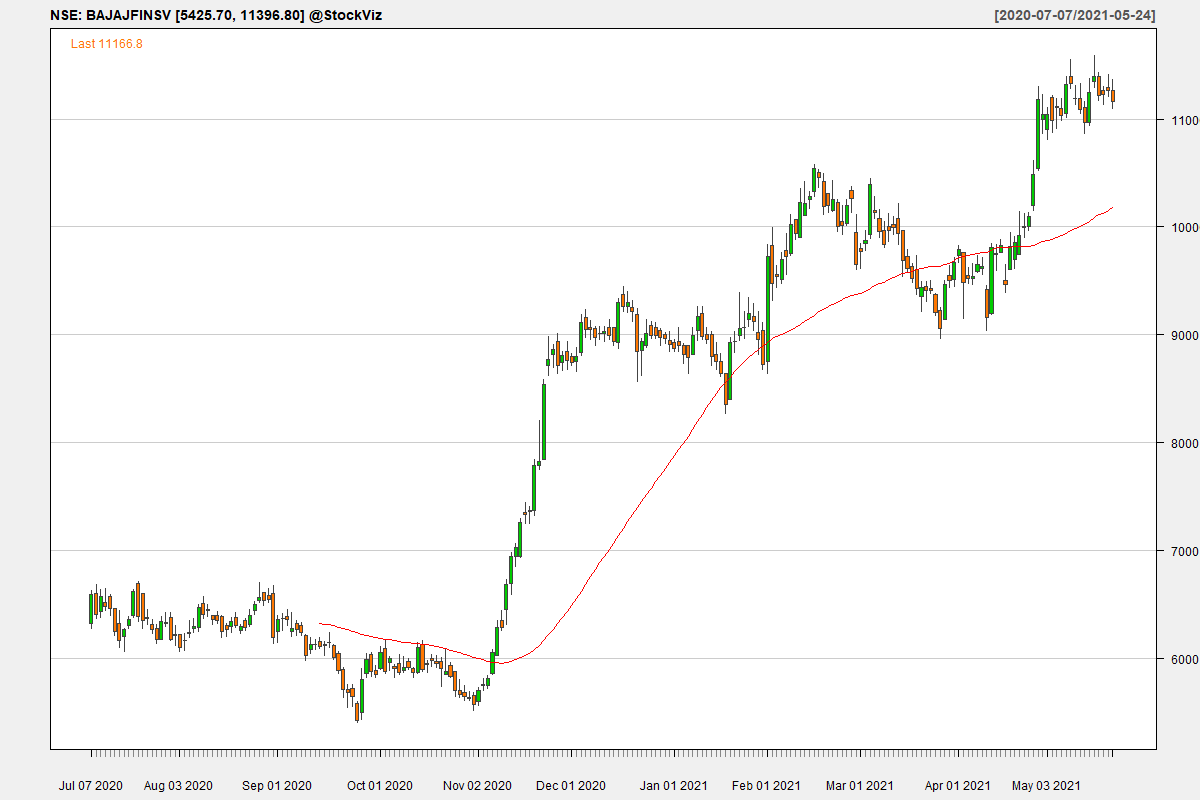 NSE: BAJAJFINSV [5425.70, 11396.80] @StockViz [2020-07-07/2021-05-24]
Last 11166.8
11000
10000
9000
8000
7000
6000
Jul 07 2020 Aug 03 2020 Sep 01 2020 Oct 01 2020 Nov 02 2020 Dec 01 2020 Jan 01 2021 Feb 01 2021 Mar 01 2021 Apr 01 2021 May 03 2021